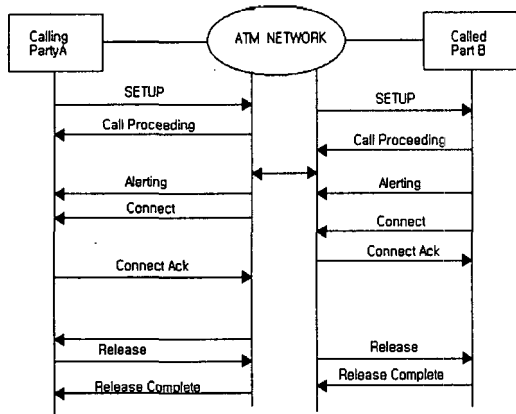 Calling
Party A
ATM NETWORK
Called
Part B
SETUP
SETUP
Call Proceeding
Call Proceeding
Alerting
Alerting
Connect
Connect
Connect Ack
Connect Ack
Release
Release
Release Complete
Release Complete